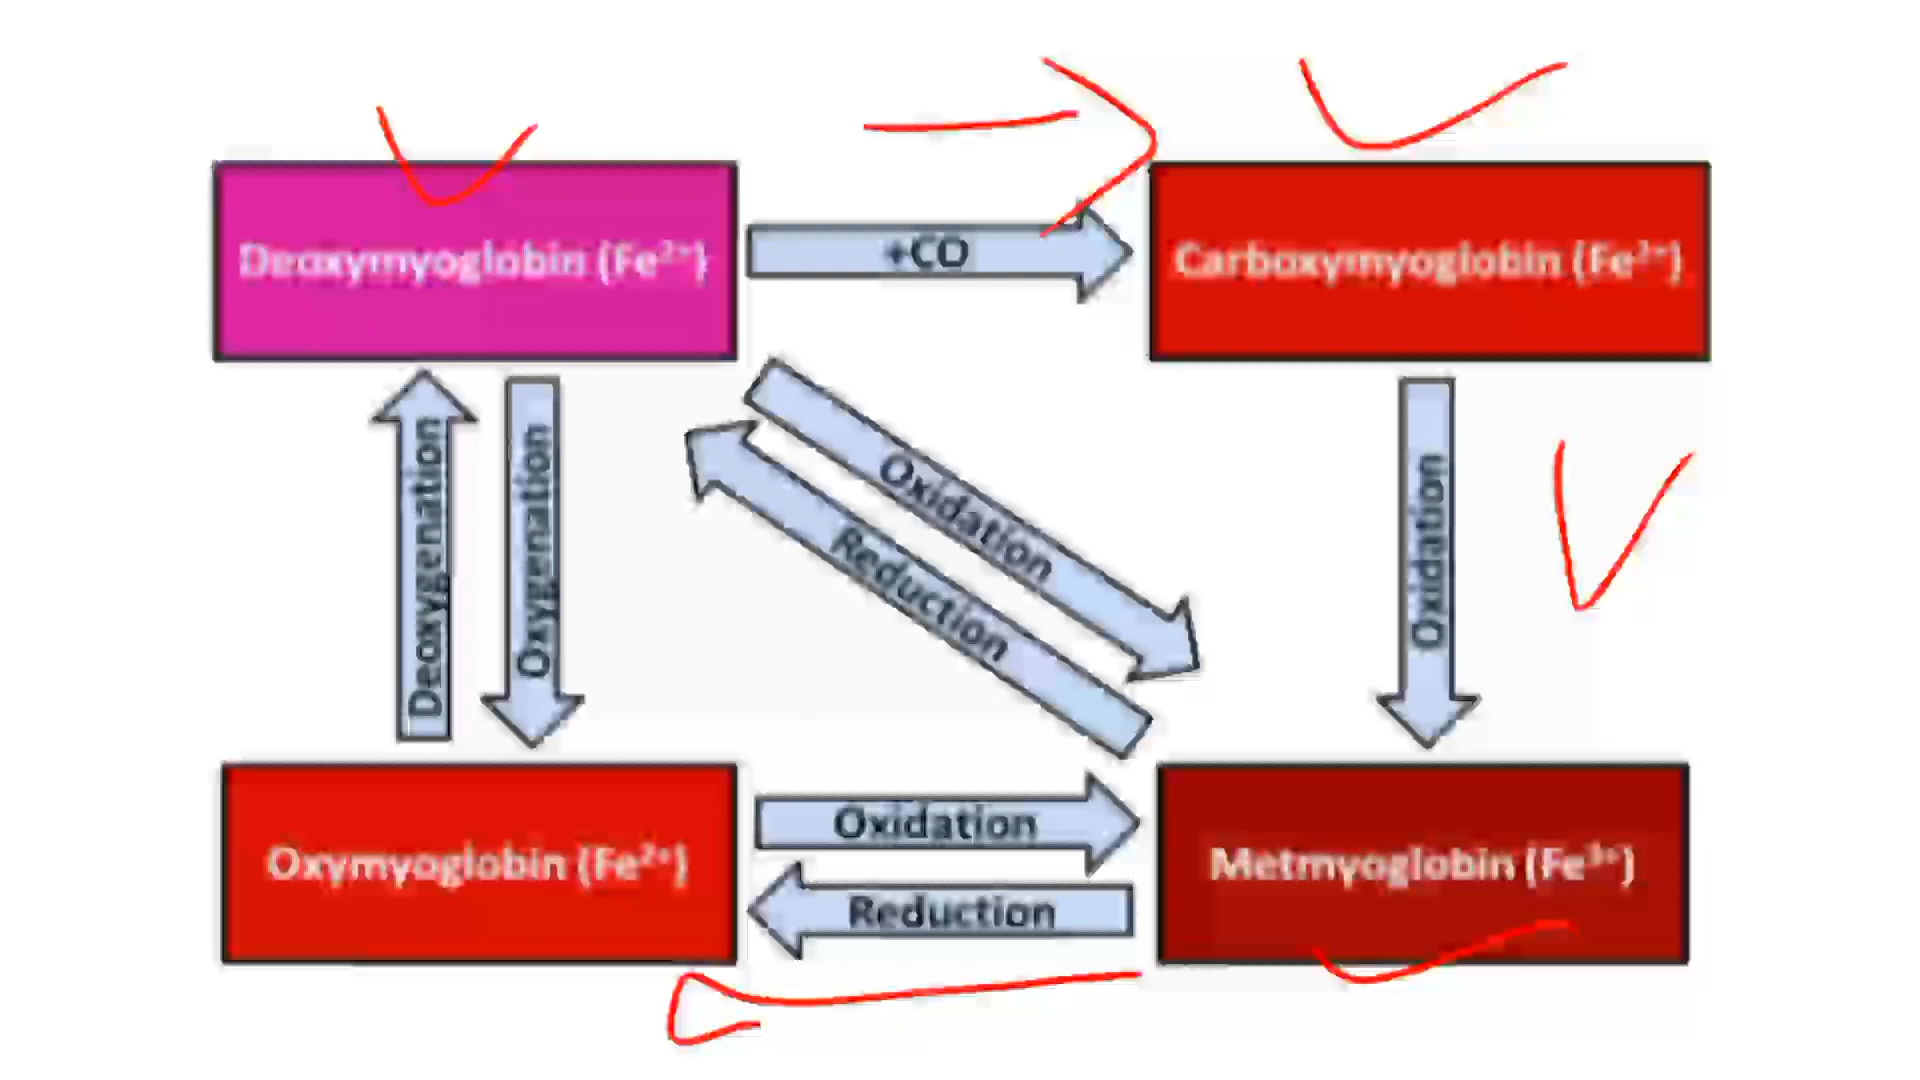 Deoxymyoglobin (Fe²⁺)
+CO
Carboxymyoglobin (Fe²⁺)
Deoxygenation
Oxygenation
Oxidation
Reduction
Oxidation
Oxymyoglobin (Fe²⁺)
Oxidation
Reduction
Metmyoglobin (Fe³⁺)